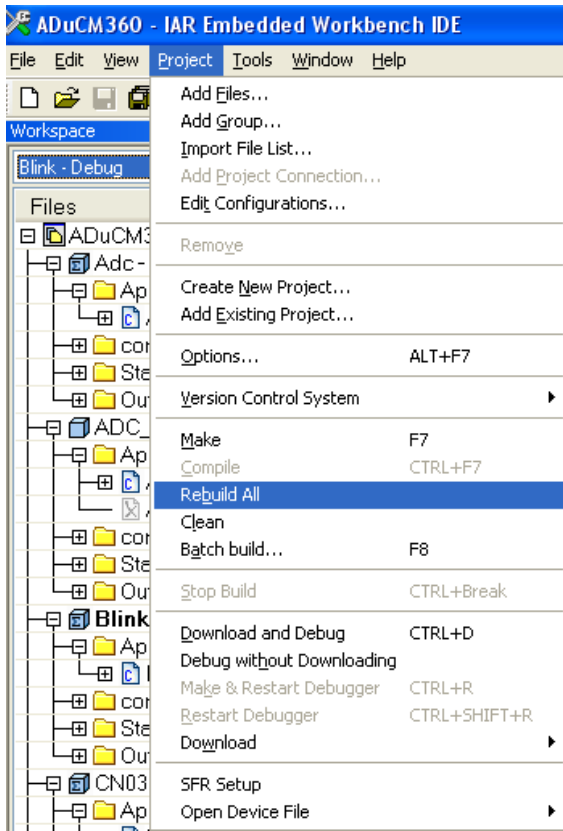 ADuCM360 - IAR Embedded Workbench IDE
File Edit View Project Tools Window Help
Workspace
Blink - Debug
Files
ADuCM3
Adc -
Ap
con
Sta
Ou
ADC_
Ap
con
Sta
Ou
Blink
Ap
con
Sta
Ou
CN03
Ap
Add Files...
Add Group...
Import File List...
Add Project Connection...
Edit Configurations...
Remove
Create New Project...
Add Existing Project...
Options... ALT+F7
Version Control System
Make F7
Compile CTRL+F7
Rebuild All
Clean
Batch build... F8
Stop Build CTRL+Break
Download and Debug CTRL+D
Debug without Downloading
Make & Restart Debugger CTRL+R
Restart Debugger CTRL+SHIFT+R
Download
SFR Setup
Open Device File